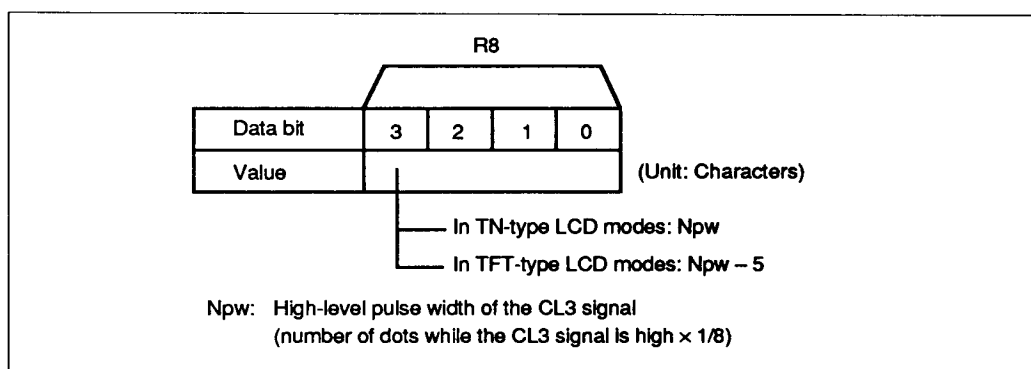 R8
Data bit 3 2 1 0
Value (Unit: Characters)
In TN-type LCD modes: Npw
In TFT-type LCD modes: Npw – 5
Npw: High-level pulse width of the CL3 signal
(number of dots while the CL3 signal is high × 1/8)